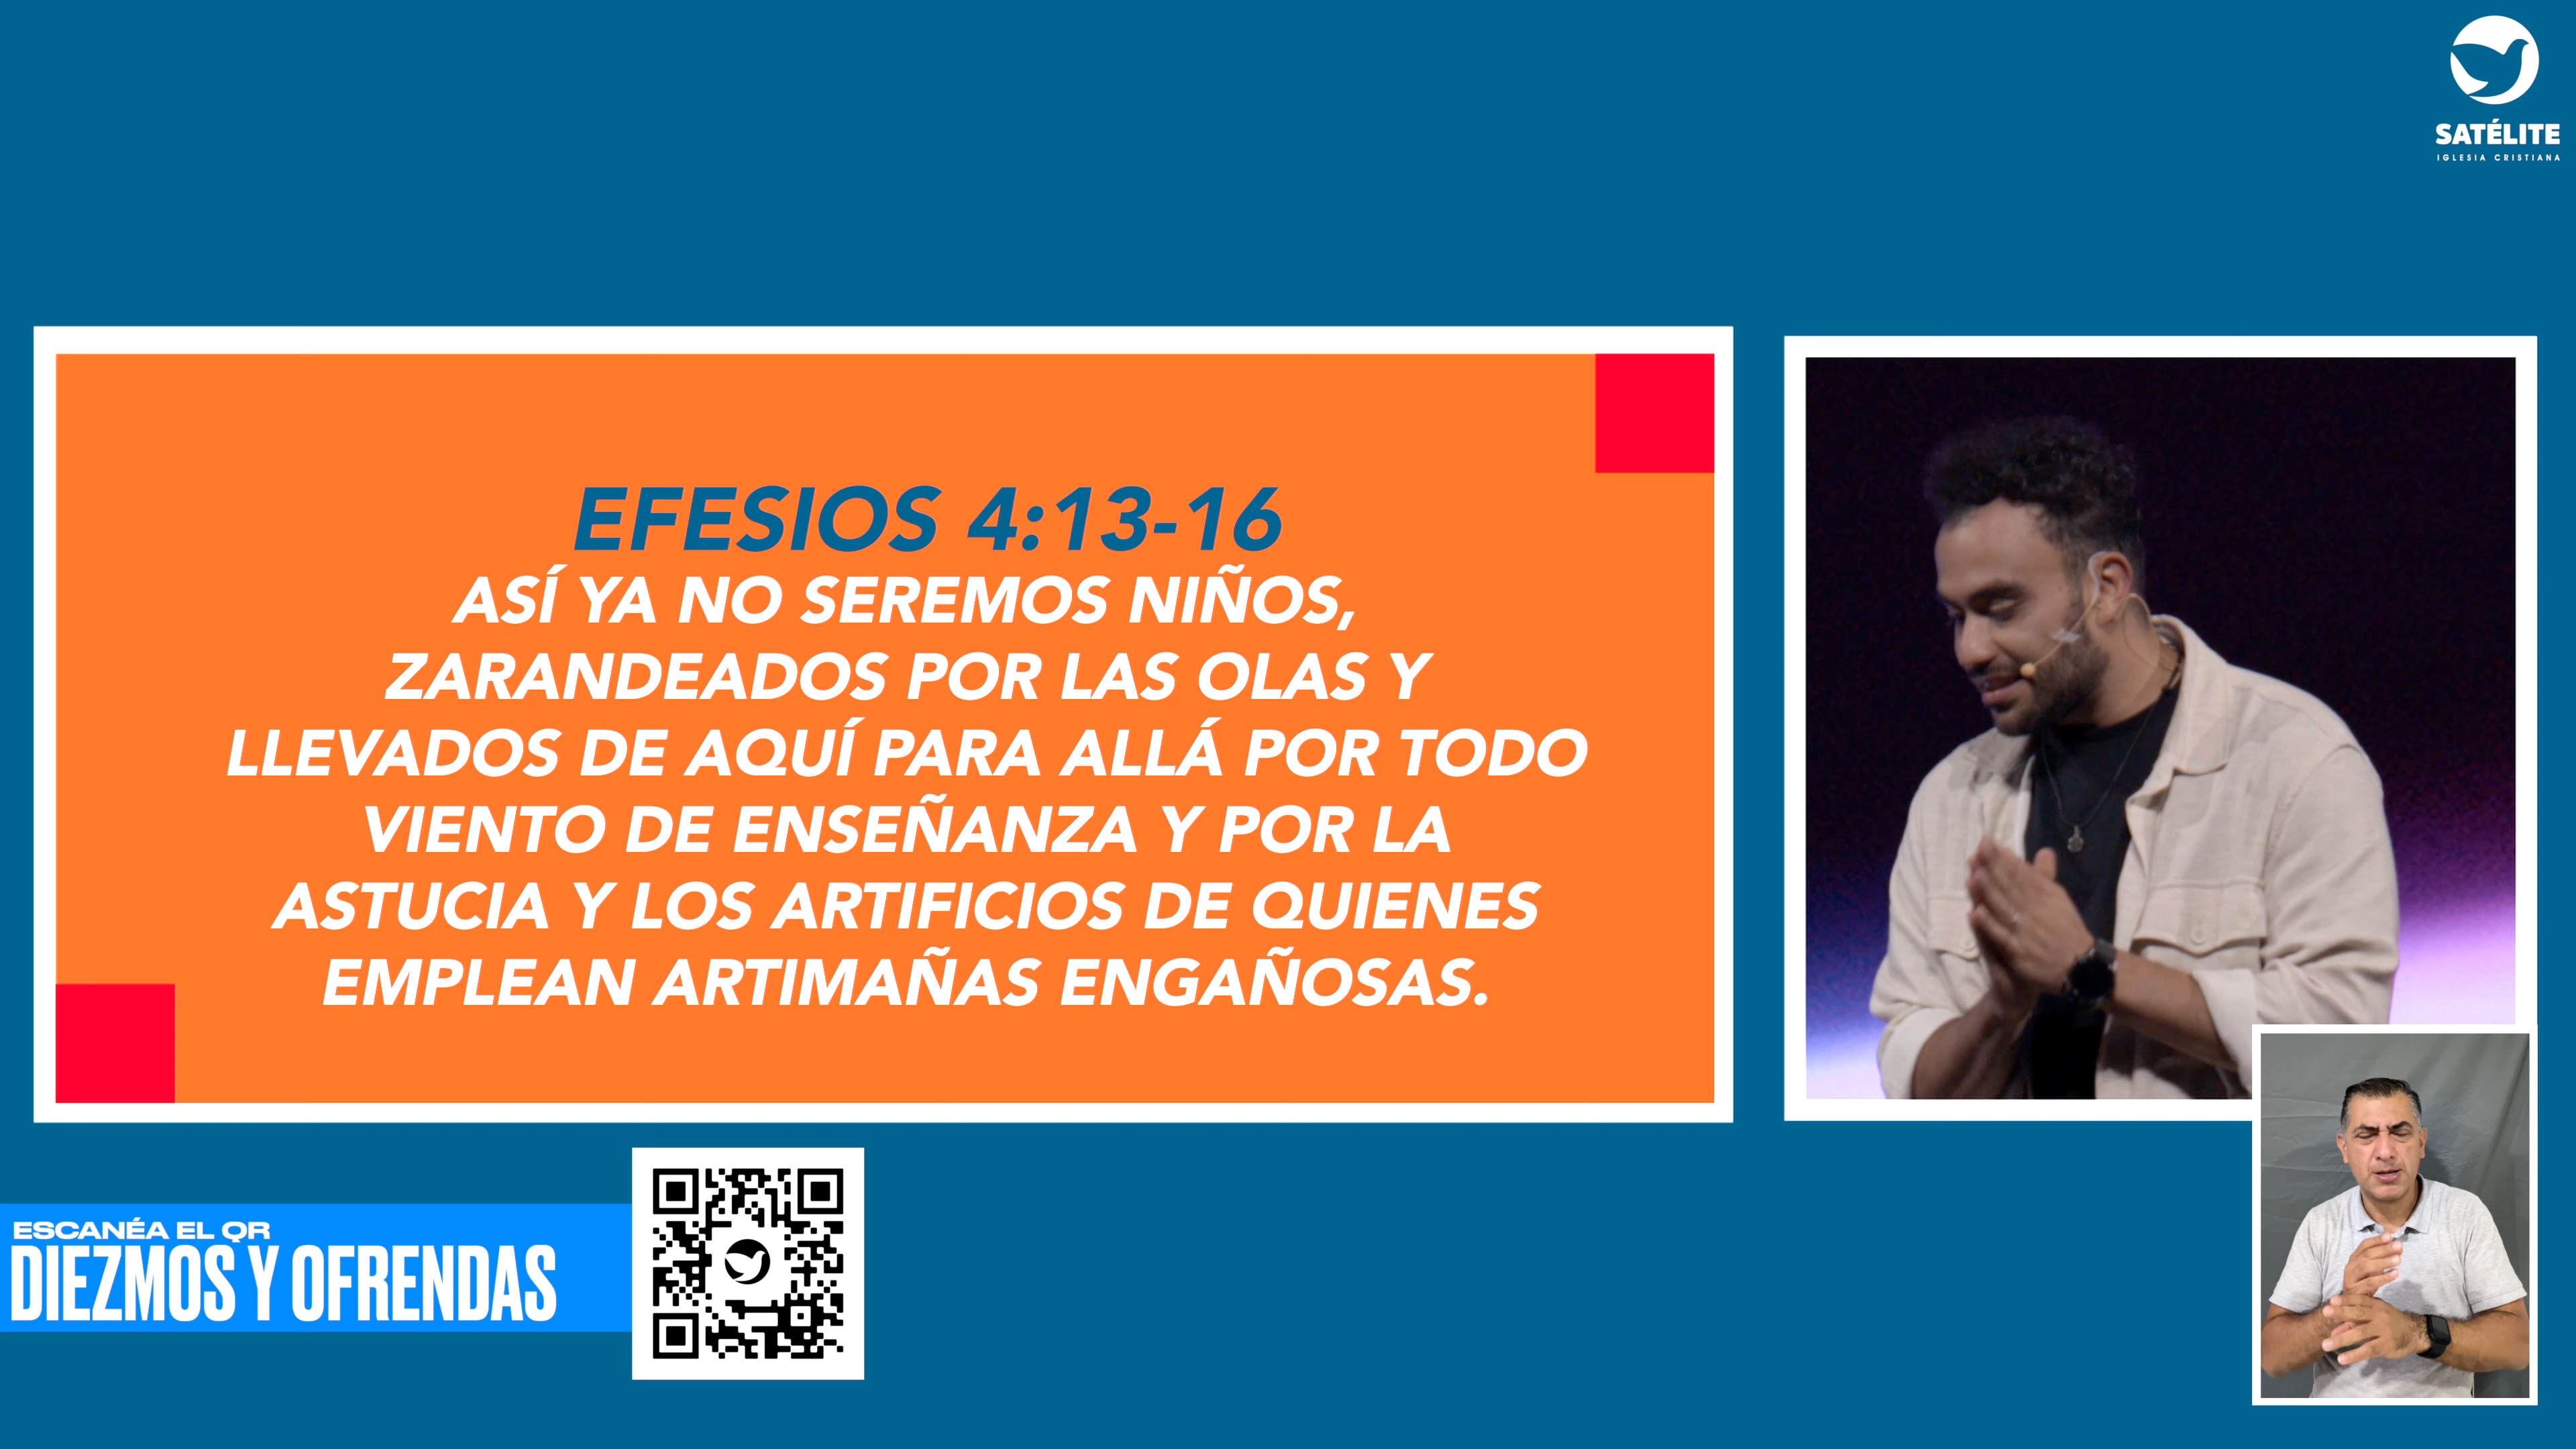 SATÉLITE
IGLESIA CRISTIANA
EFESIOS 4:13-16
ASÍ YA NO SEREMOS NIÑOS,
ZARANDEADOS POR LAS OLAS Y
LLEVADOS DE AQUÍ PARA ALLÁ POR TODO
VIENTO DE ENSEÑANZA Y POR LA
ASTUCIA Y LOS ARTIFICIOS DE QUIENES
EMPLEAN ARTIMAÑAS ENGAÑOSAS.
ESCANÉA EL QR
DIEZMOS Y OFRENDAS